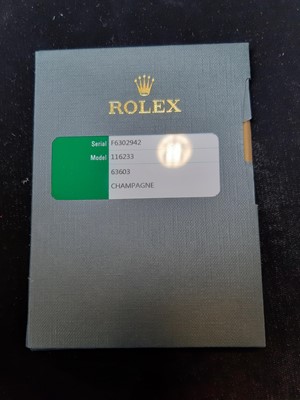 ROLEX
Serial F6302942
Model 116233
63603
CHAMPAGNE